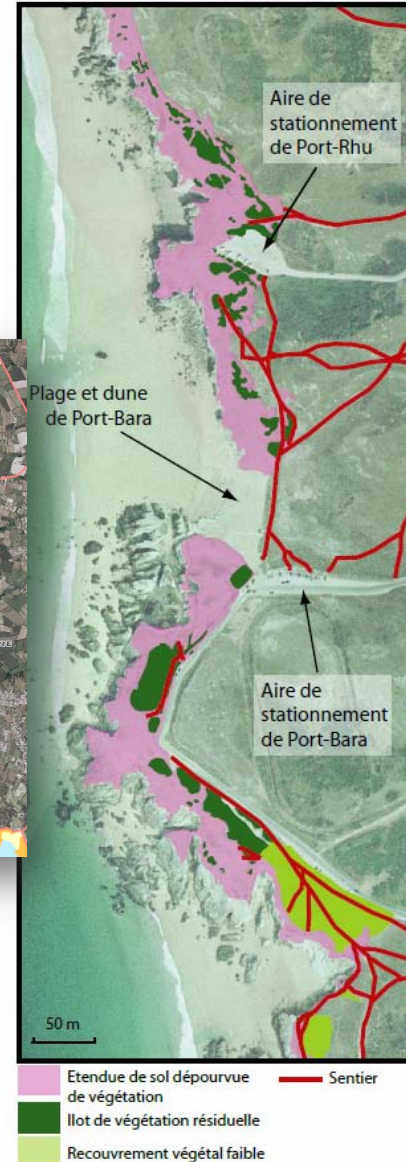 Aire de
stationnement
de Port-Rhu
Plage et dune
de Port-Bara
Aire de
stationnement
de Port-Bara
50 m
Etendue de sol dépourvue
de végétation
Sentier
Ilot de végétation résiduelle
Recouvrement végétal faible